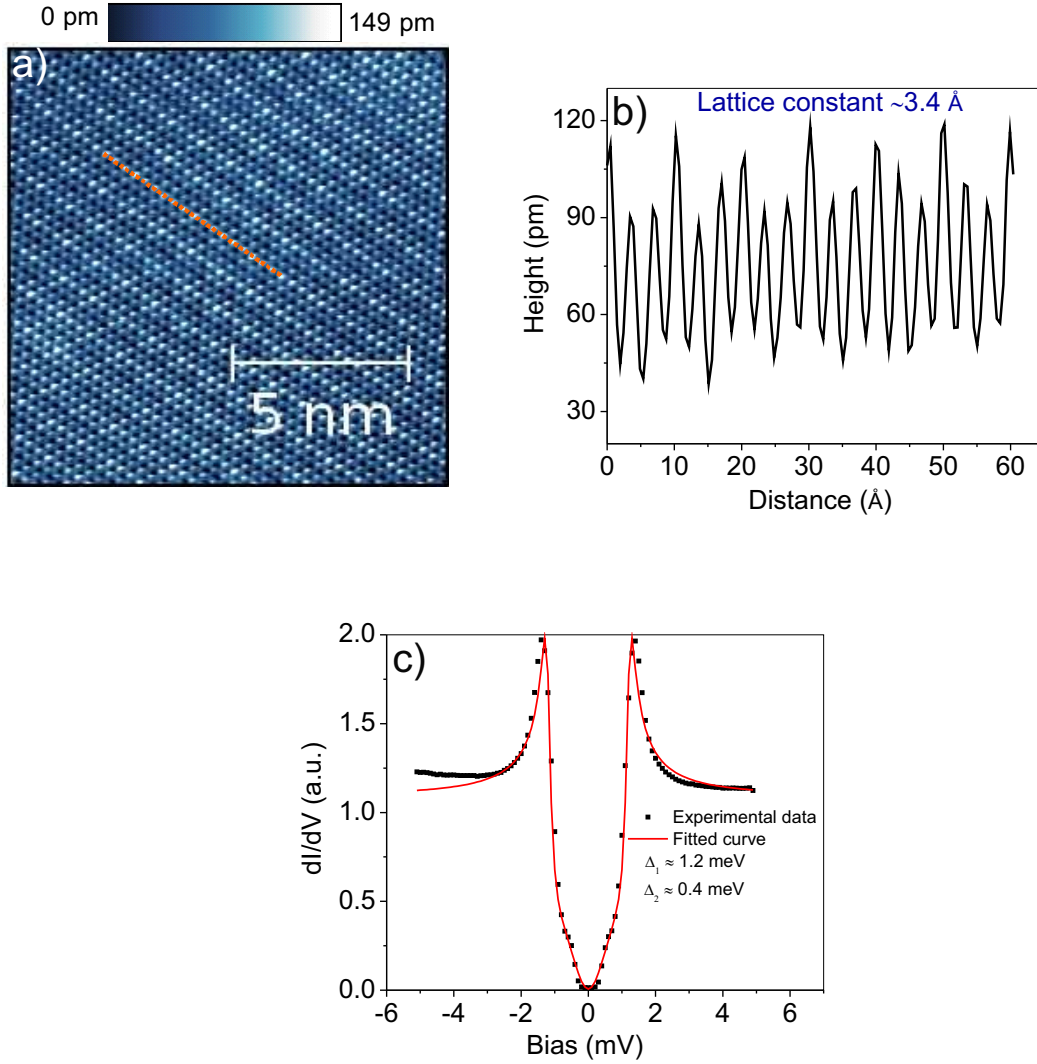 0 pm 149 pm
a)
5 nm
b)
Lattice constant ~3.4 Å
120
90
60
30
Height (pm)
0 10 20 30 40 50 60
Distance (Å)
c)
2.0
1.5
1.0
0.5
0.0
dI/dV (a.u.)
Experimental data
Fitted curve
Δ₁ ≈ 1.2 meV
Δ₂ ≈ 0.4 meV
-6 -4 -2 0 2 4 6
Bias (mV)